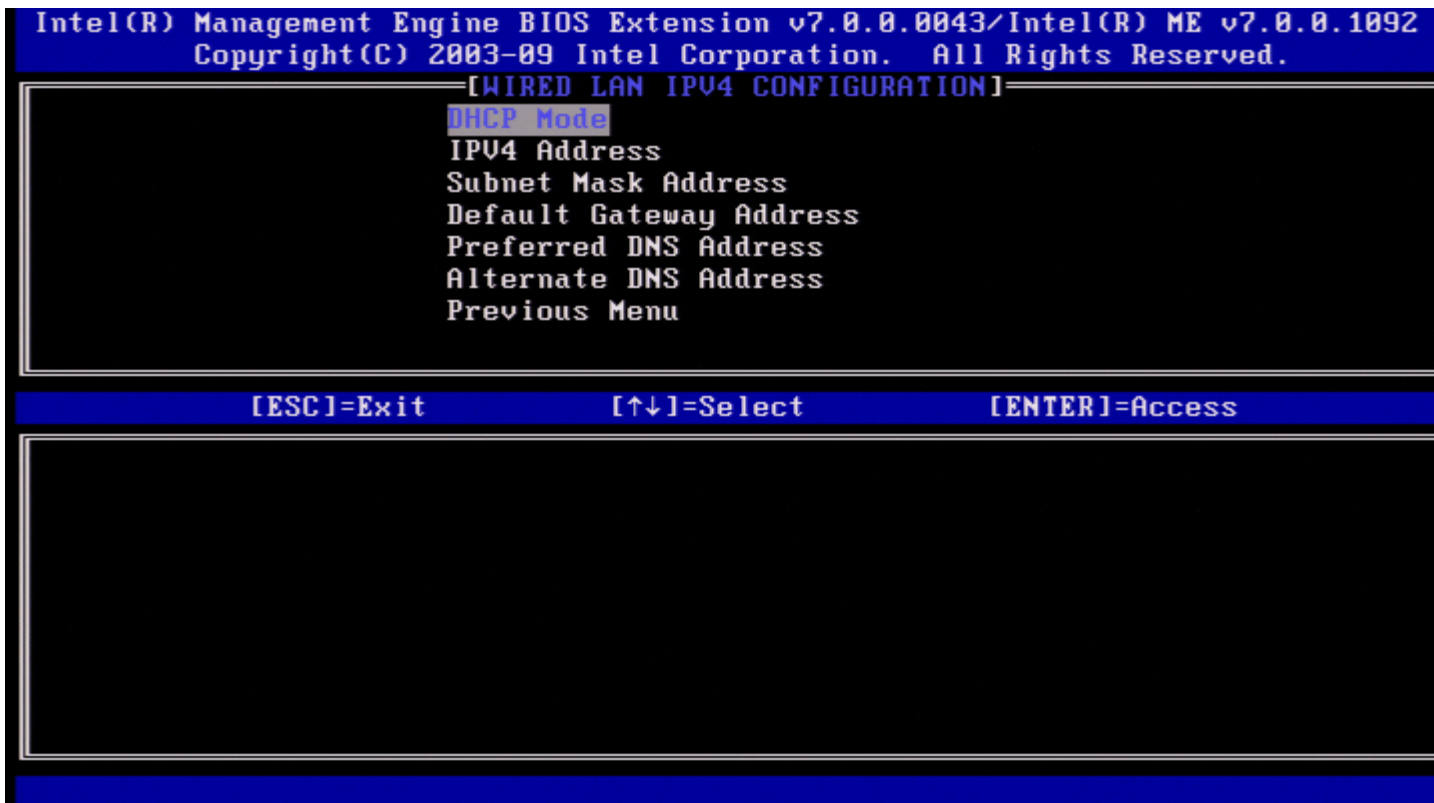 Intel(R) Management Engine BIOS Extension v7.0.0.0043/Intel(R) ME v7.0.0.1092
Copyright(C) 2003-09 Intel Corporation. All Rights Reserved.
[WIRED LAN IPV4 CONFIGURATION]
DHCP Mode
IPV4 Address
Subnet Mask Address
Default Gateway Address
Preferred DNS Address
Alternate DNS Address
Previous Menu
[ESC]=Exit [↑↓]=Select [ENTER]=Access